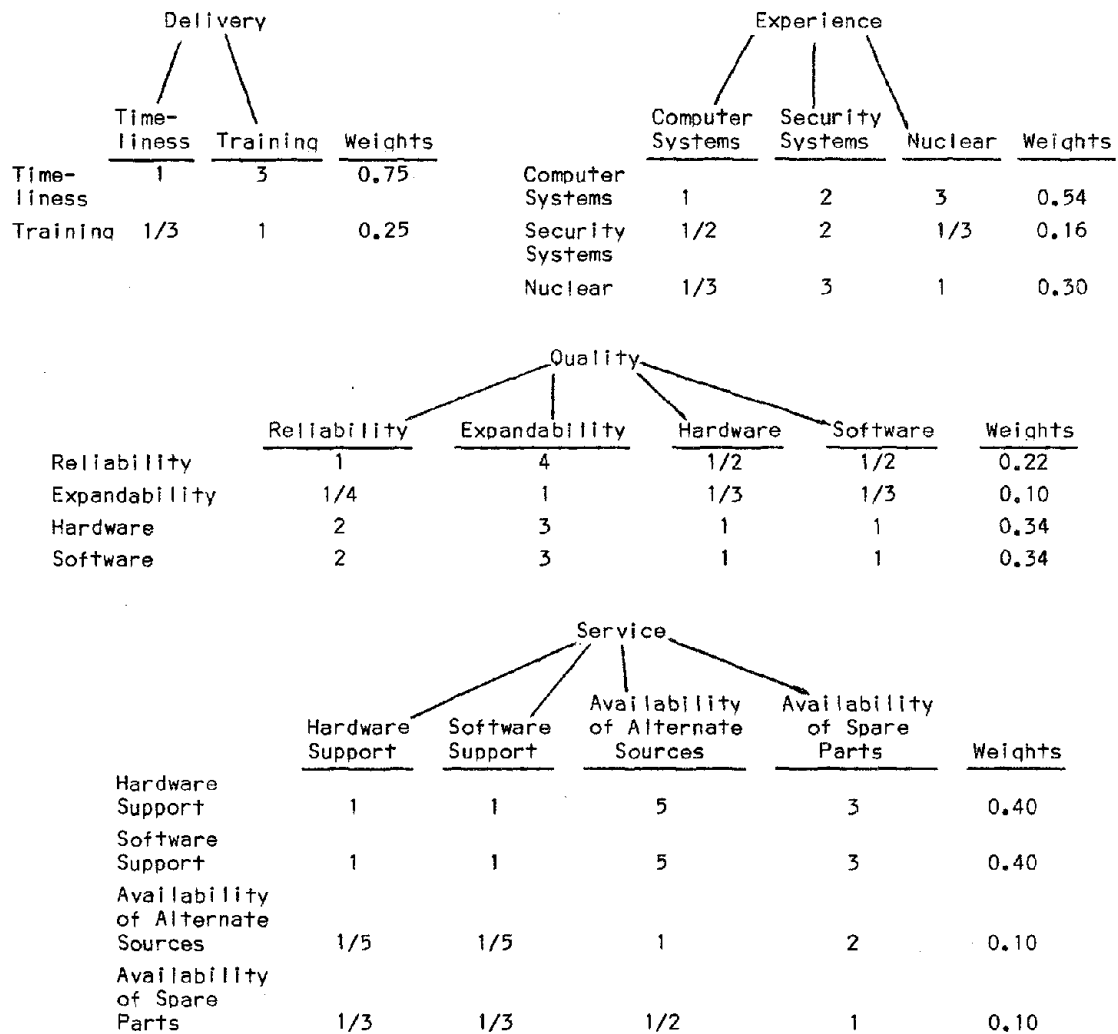 Delivery
Time-
liness Training Weights
Time-
liness 1 3 0.75
Training 1/3 1 0.25
Experience
Computer Systems Security Systems Nuclear Weights
Computer
Systems 1 2 3 0.54
Security
Systems 1/2 2 1/3 0.16
Nuclear 1/3 3 1 0.30
Quality
Reliability Expandability Hardware Software Weights
Reliability 1 4 1/2 1/2 0.22
Expandability 1/4 1 1/3 1/3 0.10
Hardware 2 3 1 1 0.34
Software 2 3 1 1 0.34
Service
Hardware Support Software Support Availability of Alternate Sources Availability of Spare Parts Weights
Hardware
Support 1 1 5 3 0.40
Software
Support 1 1 5 3 0.40
Availability
of Alternate
Sources 1/5 1/5 1 2 0.10
Availability
of Spare
Parts 1/3 1/3 1/2 1 0.10